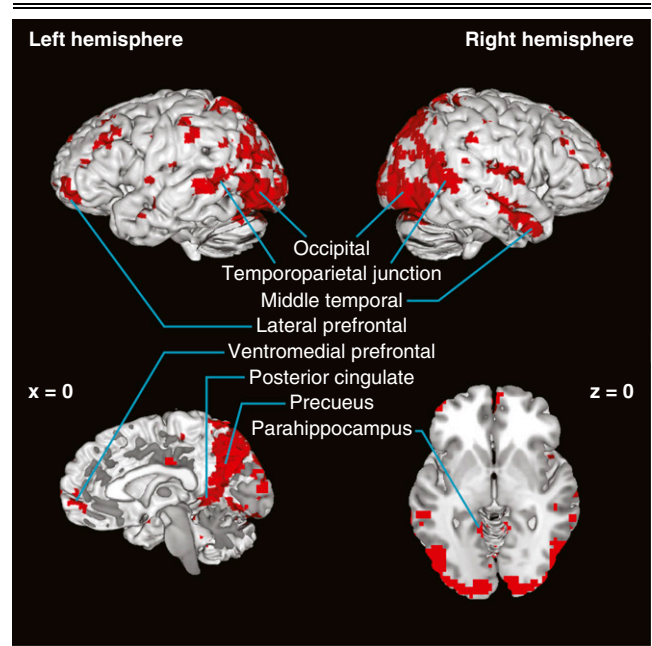 Left hemisphere
Right hemisphere
Occipital
Temporoparietal junction
Middle temporal
Lateral prefrontal
Ventromedial prefrontal
x = 0
Posterior cingulate
z = 0
Precueus
Parahippocampus